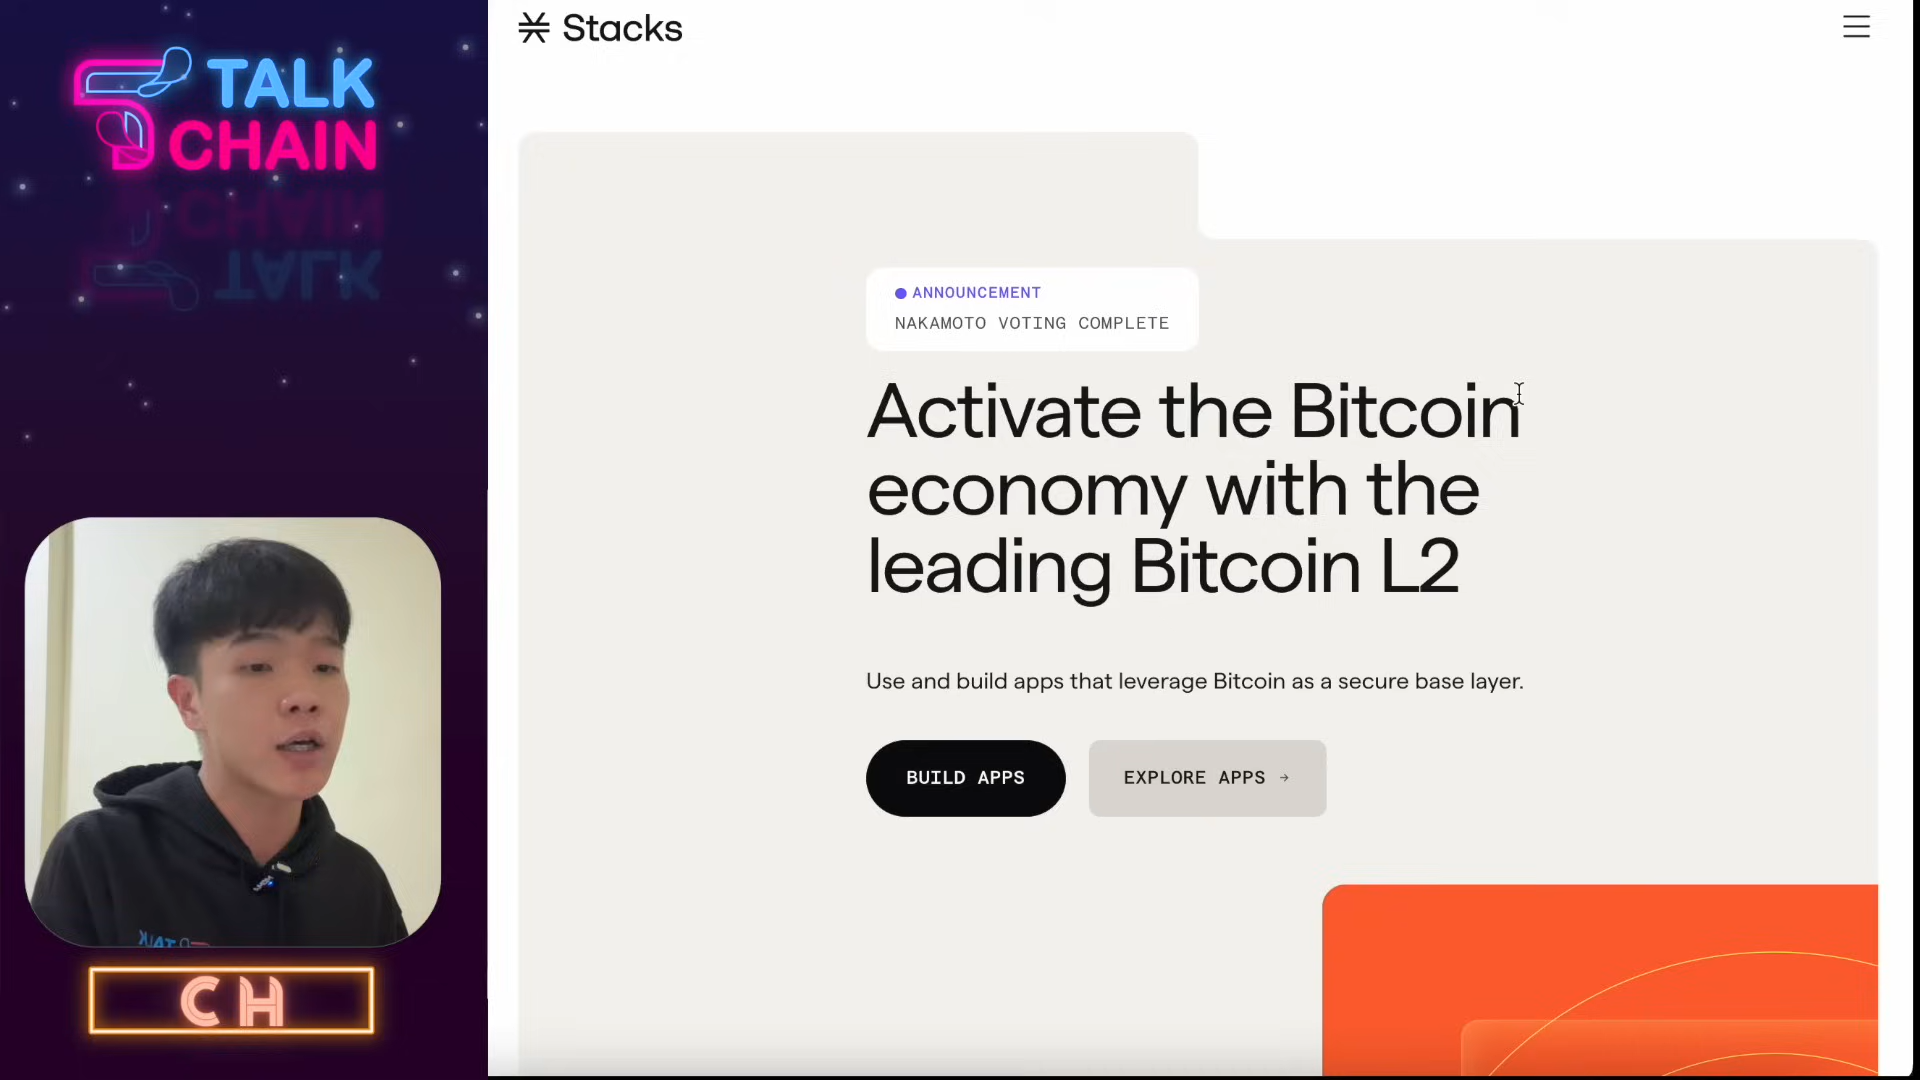 TALK
CHAIN
CH
Stacks
ANNOUNCEMENT
NAKAMOTO VOTING COMPLETE
Activate the Bitcoin
economy with the
leading Bitcoin L2
Use and build apps that leverage Bitcoin as a secure base layer.
BUILD APPS
EXPLORE APPS →